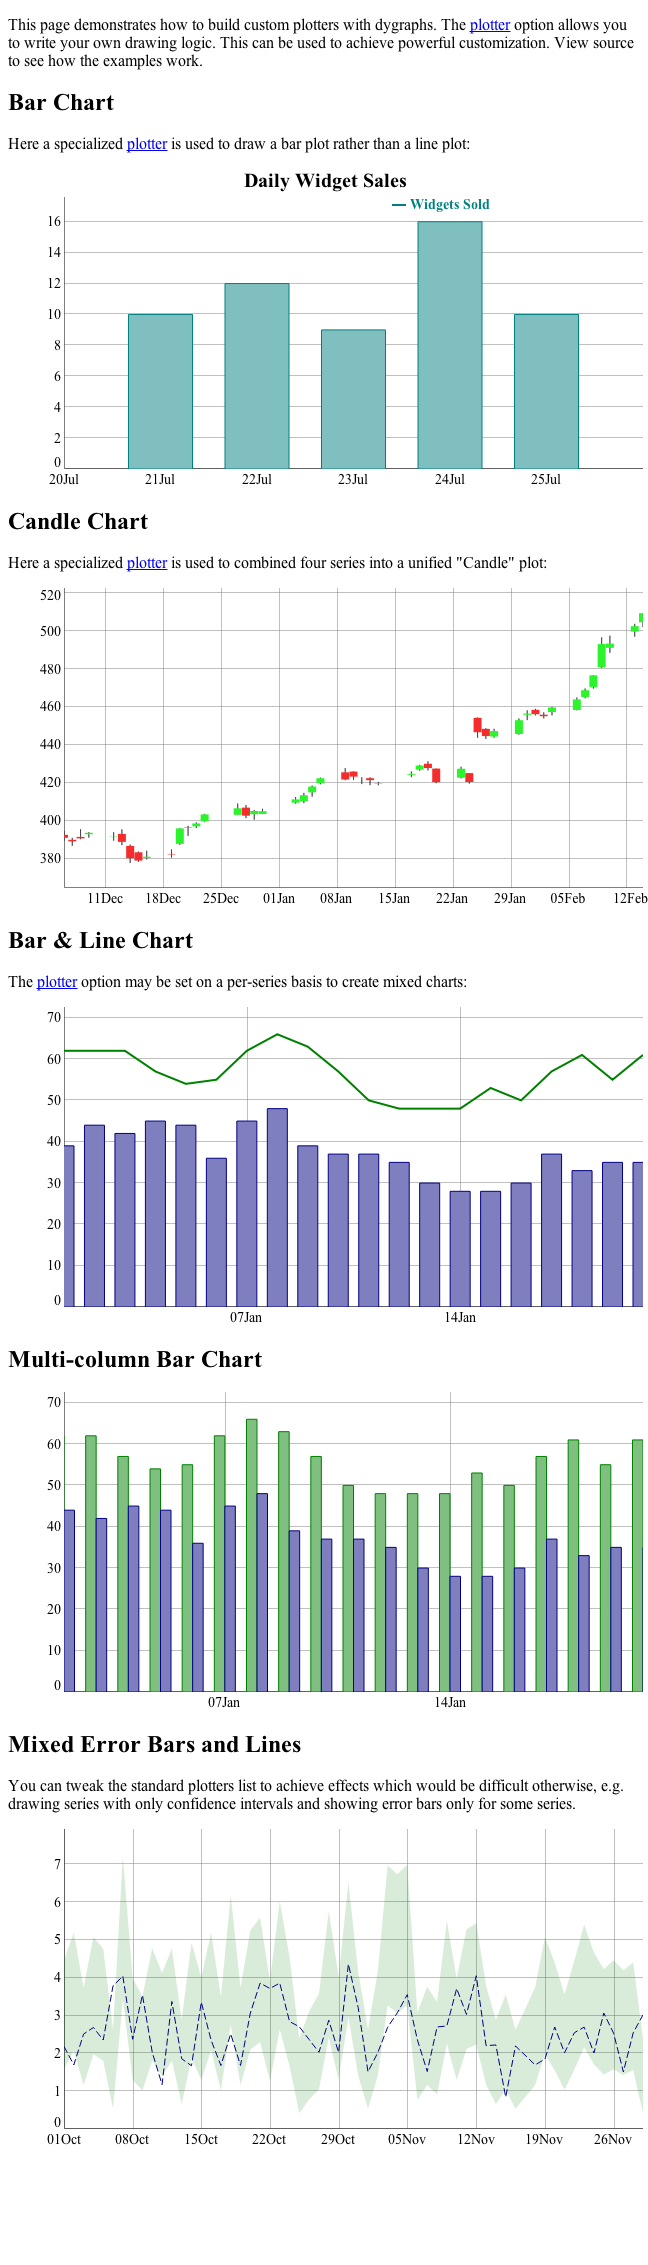 This page demonstrates how to build custom plotters with dygraphs. The plotter option allows you
to write your own drawing logic. This can be used to achieve powerful customization. View source
to see how the examples work.
Bar Chart
Here a specialized plotter is used to draw a bar plot rather than a line plot:
Daily Widget Sales
Widgets Sold
16
14
12
10
8
6
4
2
0
20Jul 21Jul 22Jul 23Jul 24Jul 25Jul
Candle Chart
Here a specialized plotter is used to combined four series into a unified "Candle" plot:
520
500
480
460
440
420
400
380
11Dec 18Dec 25Dec 01Jan 08Jan 15Jan 22Jan 29Jan 05Feb 12Feb
Bar & Line Chart
The plotter option may be set on a per-series basis to create mixed charts:
70
60
50
40
30
20
10
0
07Jan 14Jan
Multi-column Bar Chart
70
60
50
40
30
20
10
0
07Jan 14Jan
Mixed Error Bars and Lines
You can tweak the standard plotters list to achieve effects which would be difficult otherwise, e.g.
drawing series with only confidence intervals and showing error bars only for some series.
7
6
5
4
3
2
1
0
01Oct 08Oct 15Oct 22Oct 29Oct 05Nov 12Nov 19Nov 26Nov